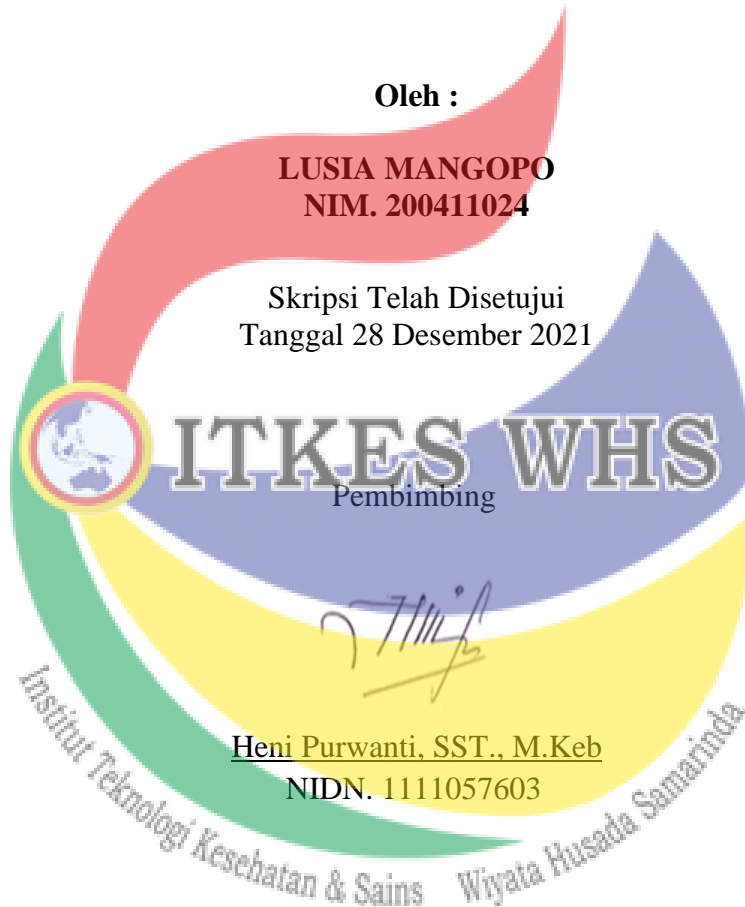 Oleh :
LUSIA MANGOPO
NIM. 200411024
Skripsi Telah Disetujui
Tanggal 28 Desember 2021
ITKES WHS
Pembimbing
Heni Purwanti, SST., M.Keb
NIDN. 1111057603
Institut Teknologi Kesehatan & Sains Wiyata Husada Samarinda